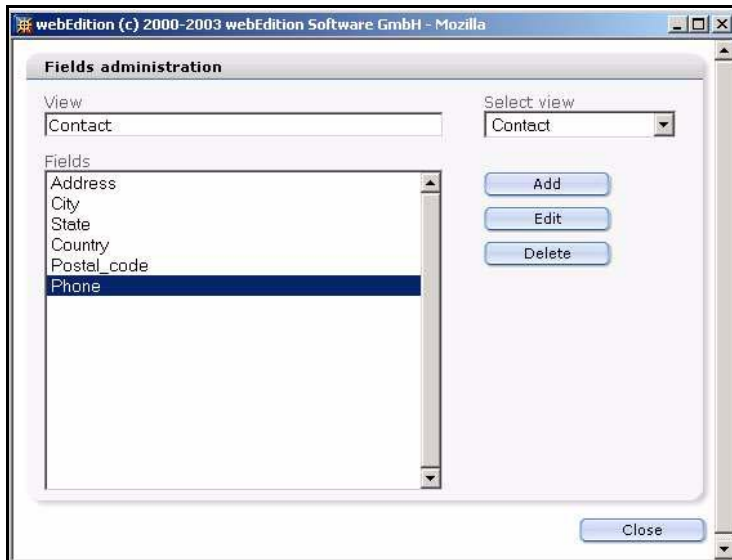 webEdition (c) 2000-2003 webEdition Software GmbH - Mozilla
Fields administration
View
Select view
Contact
Contact
Fields
Address
City
State
Country
Postal_code
Phone
Add
Edit
Delete
Close